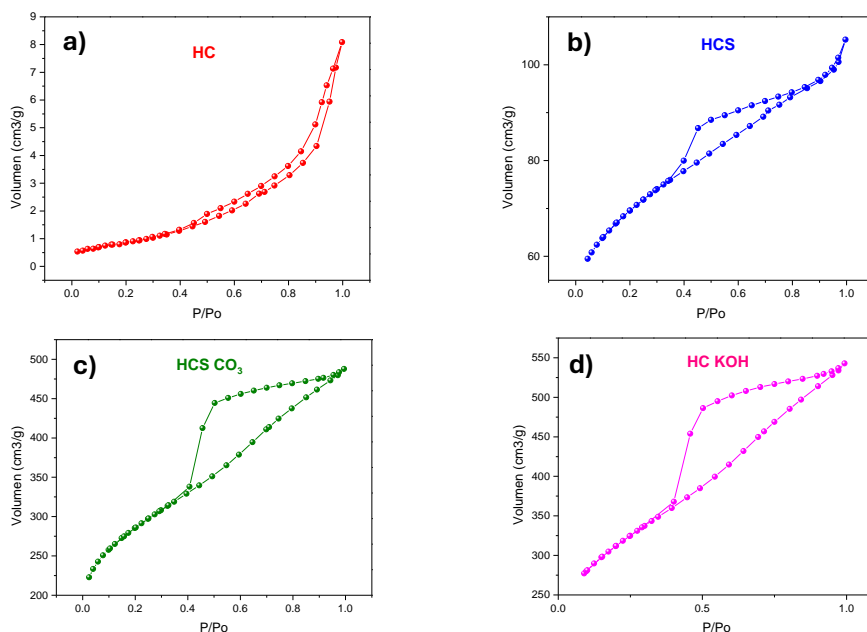 a)
HC
9
8
7
6
5
4
3
2
1
0
Volumen (cm3/g)
0.0 0.2 0.4 0.6 0.8 1.0
P/Po
b)
HCS
100
80
60
Volumen (cm3/g)
0.0 0.2 0.4 0.6 0.8 1.0
P/Po
c)
HCS CO₃
500
450
400
350
300
250
200
Volumen (cm3/g)
0.0 0.2 0.4 0.6 0.8 1.0
P/Po
d)
HC KOH
550
500
450
400
350
300
250
Volumen (cm3/g)
0.0 0.5 1.0
P/Po